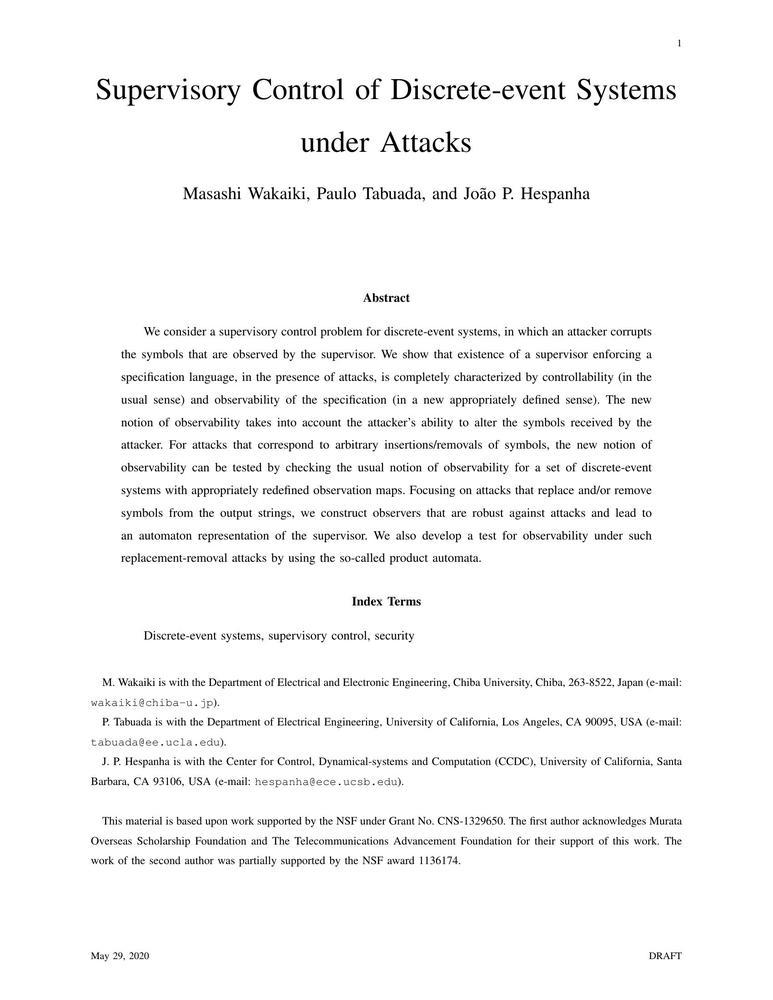 1
Supervisory Control of Discrete-event Systems
under Attacks
Masashi Wakaiki, Paulo Tabuada, and João P. Hespanha
Abstract
We consider a supervisory control problem for discrete-event systems, in which an attacker corrupts
the symbols that are observed by the supervisor. We show that existence of a supervisor enforcing a
specification language, in the presence of attacks, is completely characterized by controllability (in the
usual sense) and observability of the specification (in a new appropriately defined sense). The new
notion of observability takes into account the attacker's ability to alter the symbols received by the
attacker. For attacks that correspond to arbitrary insertions/removals of symbols, the new notion of
observability can be tested by checking the usual notion of observability for a set of discrete-event
systems with appropriately redefined observation maps. Focusing on attacks that replace and/or remove
symbols from the output strings, we construct observers that are robust against attacks and lead to
an automaton representation of the supervisor. We also develop a test for observability under such
replacement-removal attacks by using the so-called product automata.
Index Terms
Discrete-event systems, supervisory control, security
M. Wakaiki is with the Department of Electrical and Electronic Engineering, Chiba University, Chiba, 263-8522, Japan (e-mail:
wakaiki@chiba-u.jp).
P. Tabuada is with the Department of Electrical Engineering, University of California, Los Angeles, CA 90095, USA (e-mail:
tabuada@ee.ucla.edu).
J. P. Hespanha is with the Center for Control, Dynamical-systems and Computation (CCDC), University of California, Santa
Barbara, CA 93106, USA (e-mail: hespanha@ece.ucsb.edu).
This material is based upon work supported by the NSF under Grant No. CNS-1329650. The first author acknowledges Murata
Overseas Scholarship Foundation and The Telecommunications Advancement Foundation for their support of this work. The
work of the second author was partially supported by the NSF award 1136174.
May 29, 2020 DRAFT